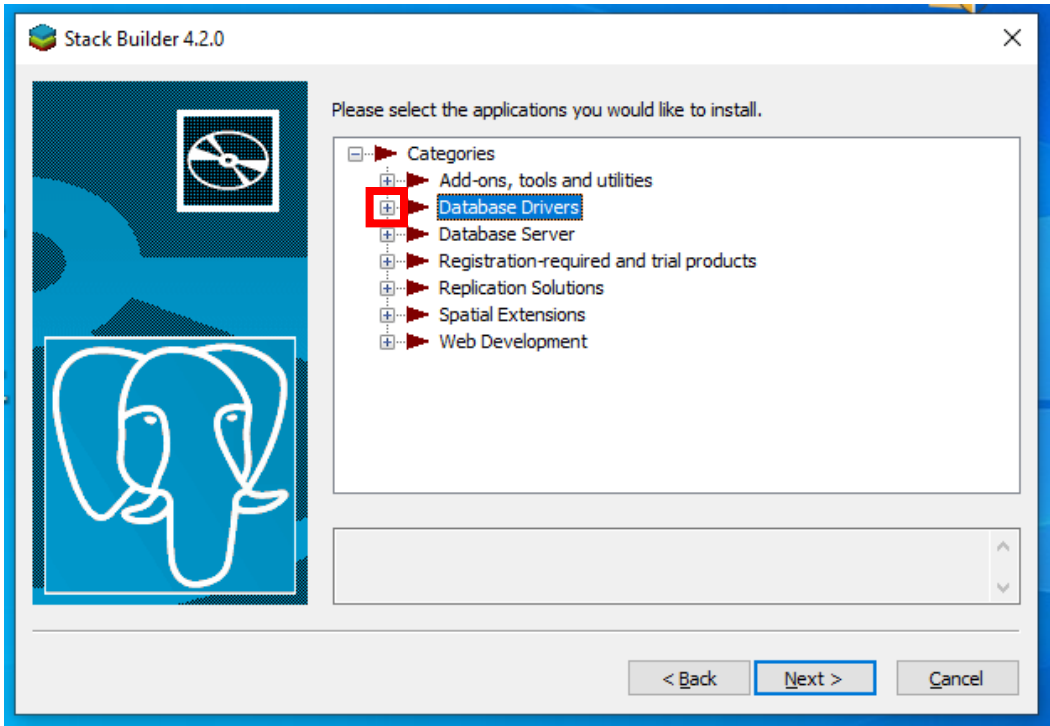 Stack Builder 4.2.0
Please select the applications you would like to install.
Categories
Add-ons, tools and utilities
Database Drivers
Database Server
Registration-required and trial products
Replication Solutions
Spatial Extensions
Web Development
< Back Next > Cancel